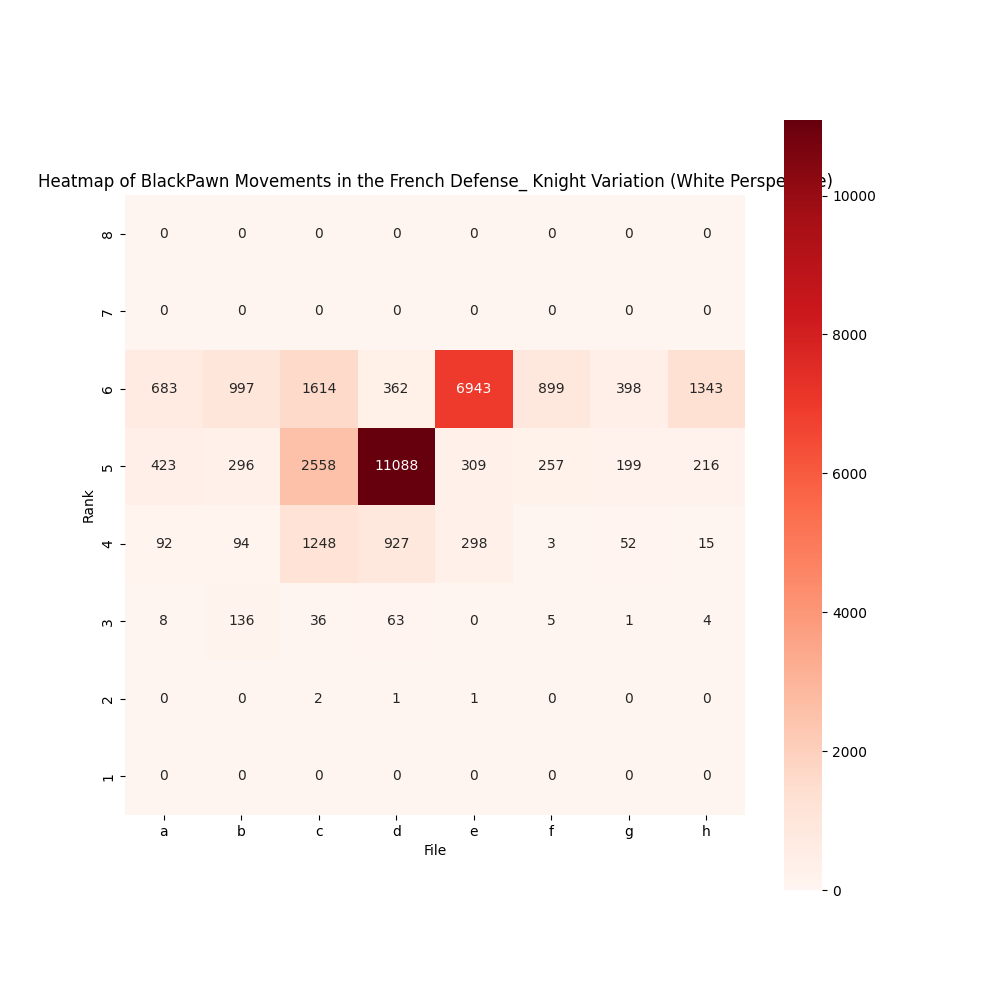 Heatmap of BlackPawn Movements in the French Defense_ Knight Variation (White Perspe e)
10000
8 0 0 0 0 0 0 0 0
7 0 0 0 0 0 0 0 0
8000
6 683 997 1614 362 6943 899 398 1343
6000
5 423 296 2558 11088 309 257 199 216
Rank
4 92 94 1248 927 298 3 52 15
4000
3 8 136 36 63 0 5 1 4
2 0 0 2 1 1 0 0 0
2000
1 0 0 0 0 0 0 0 0
a b c d e f g h
File
0